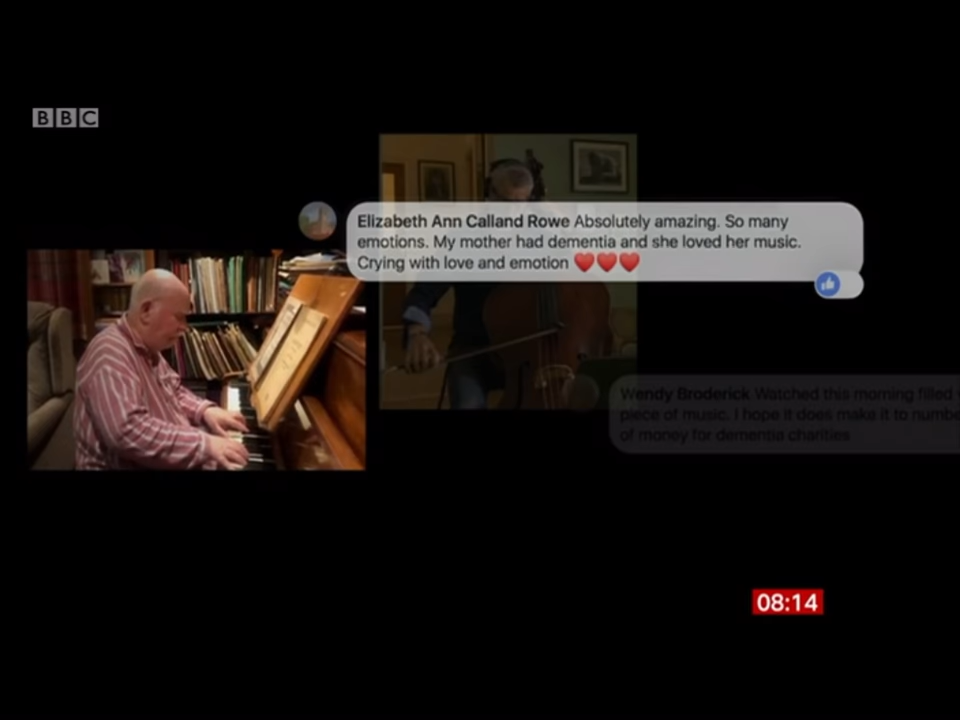 BBC
Elizabeth Ann Calland Rowe Absolutely amazing. So many
emotions. My mother had dementia and she loved her music.
Crying with love and emotion ❤️❤️❤️
Wendy Broderick Watched this morning filled
piece of music. I hope it does make it to
of money for dementia charities
08:14